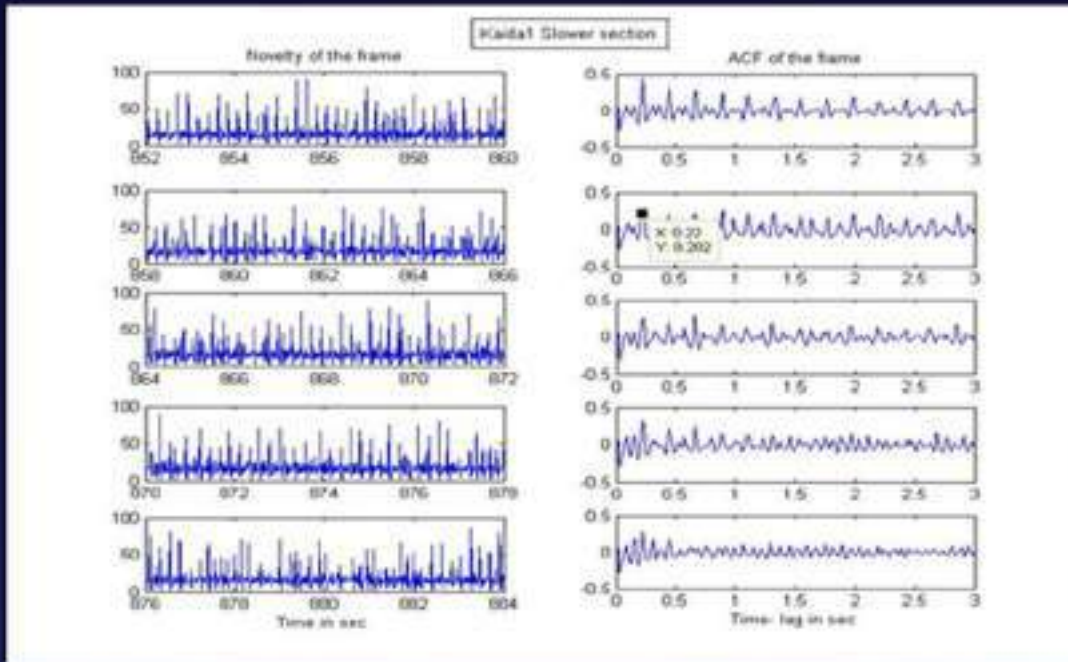 Kaida1 Slower section
Novelty of the frame
ACF of the frame
100
50
0
852 854 856 858 860
0.5
0
-0.5
0 0.5 1 1.5 2 2.5 3
100
50
0
858 860 862 864 866
0.5
0
-0.5
X: 0.22
Y: 0.202
0 0.5 1 1.5 2 2.5 3
100
50
0
864 866 868 870 872
0.5
0
-0.5
0 0.5 1 1.5 2 2.5 3
100
50
0
870 872 874 876 878
0.5
0
-0.5
0 0.5 1 1.5 2 2.5 3
100
50
0
876 878 880 882 884
0.5
0
-0.5
0 0.5 1 1.5 2 2.5 3
Time in sec
Time- lag in sec